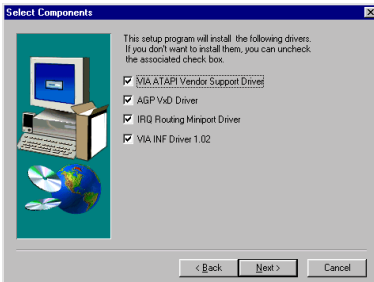 Select Components
This setup program will install the following drivers.
If you don't want to install them, you can uncheck
the associated check box.
VIA ATAPI Vendor Support Driver
AGP VxD Driver
IRQ Routing Miniport Driver
VIA INF Driver 1.02
< Back Next > Cancel